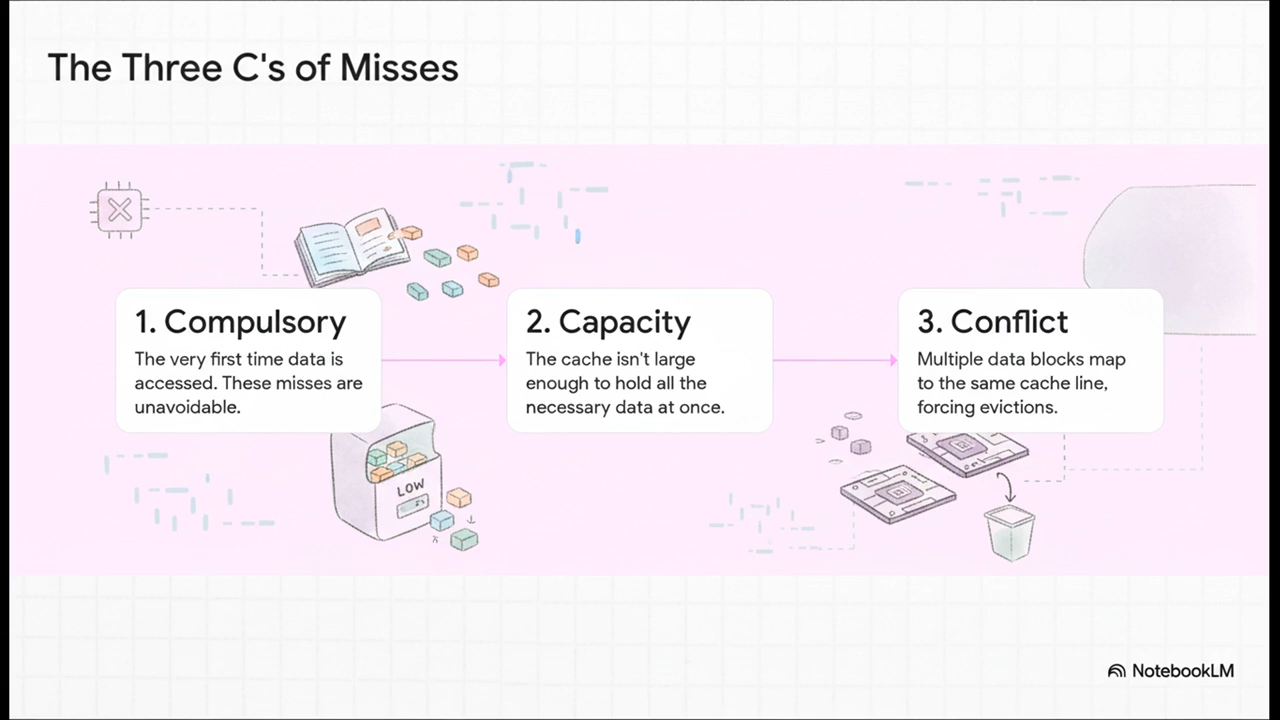 The Three C's of Misses
1. Compulsory
The very first time data is
accessed. These misses are
unavoidable.
2. Capacity
The cache isn't large
enough to hold all the
necessary data at once.
3. Conflict
Multiple data blocks map
to the same cache line,
forcing evictions.
LOW
NotebookLM